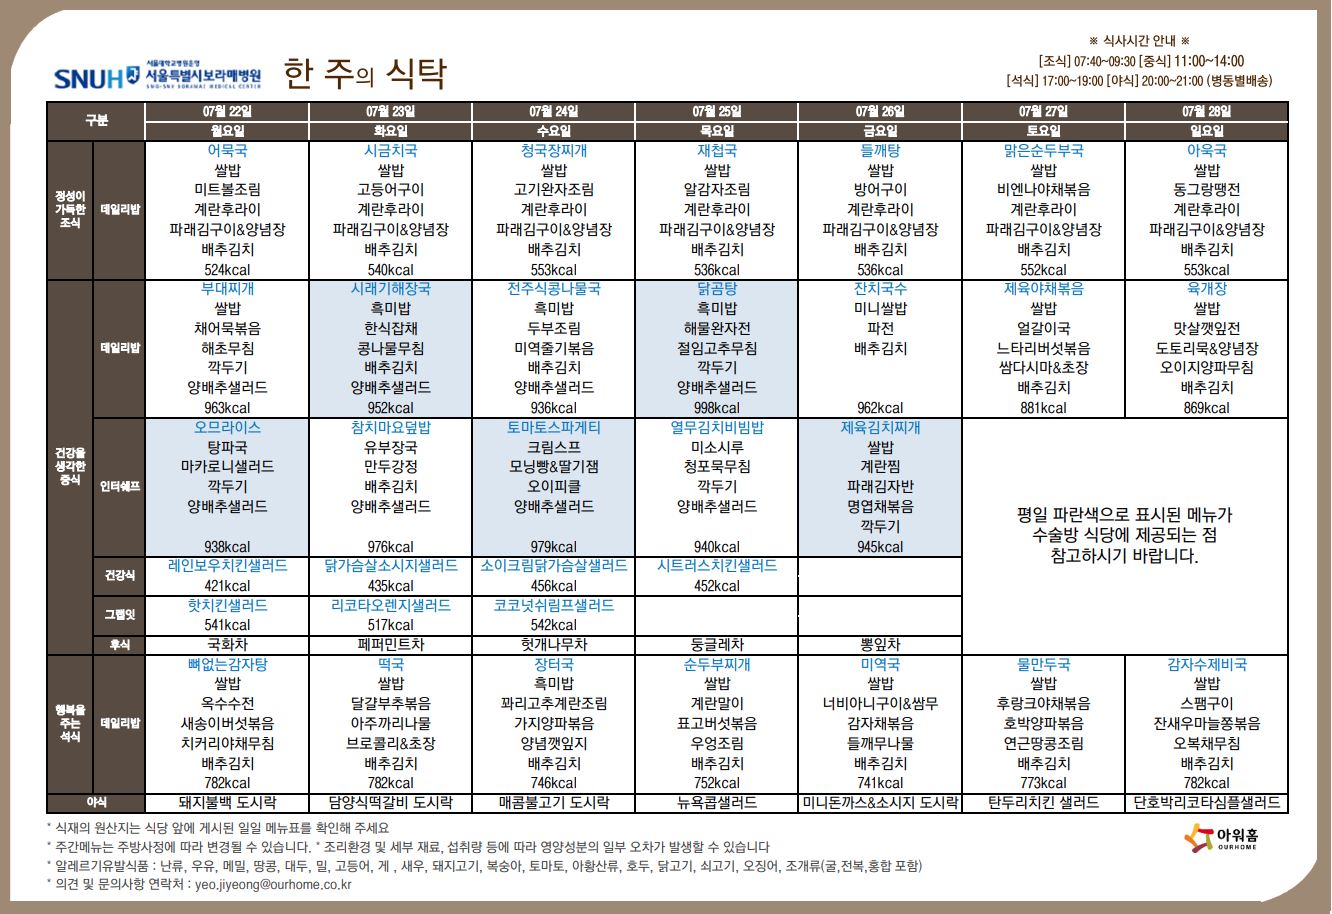 ※ 식사시간 안내 ※
[조식] 07:40~09:30 [중식] 11:00~14:00
[석식] 17:00~19:00 [야식] 20:00~21:00 (병동별배송)
SNUH 서울대학교병원운영
서울특별시보라매병원
SMG-SNU BORAMAE MEDICAL CENTER
한 주의 식탁
구분 07월 22일 07월 23일 07월 24일 07월 25일 07월 26일 07월 27일 07월 28일
월요일 화요일 수요일 목요일 금요일 토요일 일요일
정성이
가득한
조식
데일리밥
어묵국 시금치국 청국장찌개 재첩국 들깨탕 맑은순두부국 아욱국
쌀밥 쌀밥 쌀밥 쌀밥 쌀밥 쌀밥 쌀밥
미트볼조림 고등어구이 고기완자조림 알감자조림 방어구이 비엔나야채볶음 동그랑땡전
계란후라이 계란후라이 계란후라이 계란후라이 계란후라이 계란후라이 계란후라이
파래김구이&양념장 파래김구이&양념장 파래김구이&양념장 파래김구이&양념장 파래김구이&양념장 파래김구이&양념장 파래김구이&양념장
배추김치 배추김치 배추김치 배추김치 배추김치 배추김치 배추김치
524kcal 540kcal 553kcal 536kcal 536kcal 552kcal 553kcal
건강을
생각한
중식
데일리밥
부대찌개 시래기해장국 전주식콩나물국 닭곰탕 잔치국수 제육야채볶음 육개장
쌀밥 흑미밥 흑미밥 흑미밥 미니쌀밥 쌀밥 쌀밥
채어묵볶음 한식잡채 두부조림 해물완자전 파전 얼갈이국 맛살깻잎전
해초무침 콩나물무침 미역줄기볶음 절임고추무침 배추김치 느타리버섯볶음 도토리묵&양념장
깍두기 배추김치 배추김치 깍두기 쌈다시마&초장 오이지양파무침
양배추샐러드 양배추샐러드 양배추샐러드 양배추샐러드 배추김치 배추김치
963kcal 952kcal 936kcal 998kcal 962kcal 881kcal 869kcal
인터쉐프
오므라이스 참치마요덮밥 토마토스파게티 열무김치비빔밥 제육김치찌개
탕파국 유부장국 크림스프 미소시루 쌀밥
마카로니샐러드 만두강정 모닝빵&딸기잼 청포묵무침 계란찜
깍두기 배추김치 오이피클 깍두기 파래김자반
양배추샐러드 양배추샐러드 양배추샐러드 양배추샐러드 명엽채볶음
깍두기
938kcal 976kcal 979kcal 940kcal 945kcal
평일 파란색으로 표시된 메뉴가
수술방 식당에 제공되는 점
참고하시기 바랍니다.
건강식
레인보우치킨샐러드 닭가슴살소시지샐러드 소이크림닭가슴살샐러드 시트러스치킨샐러드
421kcal 435kcal 456kcal 452kcal
그랩잇
핫치킨샐러드 리코타오렌지샐러드 코코넛쉬림프샐러드
541kcal 517kcal 542kcal
후식 국화차 페퍼민트차 헛개나무차 둥글레차 뽕잎차
행복을
주는
석식
데일리밥
뼈없는감자탕 떡국 장터국 순두부찌개 미역국 물만두국 감자수제비국
쌀밥 쌀밥 흑미밥 쌀밥 쌀밥 쌀밥 쌀밥
옥수수전 달걀부추볶음 꽈리고추계란조림 계란말이 너비아니구이&쌈무 후랑크야채볶음 스팸구이
새송이버섯볶음 아주까리나물 가지양파볶음 표고버섯볶음 감자채볶음 호박양파볶음 잔새우마늘쫑볶음
치커리야채무침 브로콜리&초장 양념깻잎지 우엉조림 들깨무나물 연근땅콩조림 오복채무침
배추김치 배추김치 배추김치 배추김치 배추김치 배추김치 배추김치
782kcal 782kcal 746kcal 752kcal 741kcal 773kcal 782kcal
야식 돼지불백 도시락 담양식떡갈비 도시락 매콤불고기 도시락 뉴욕콥샐러드 미니돈까스&소시지 도시락 탄두리치킨 샐러드 단호박리코타심플샐러드
* 식재의 원산지는 식당 앞에 게시된 일일 메뉴표를 확인해 주세요
* 주간메뉴는 주방사정에 따라 변경될 수 있습니다. * 조리환경 및 세부 재료, 섭취량 등에 따라 영양성분의 일부 오차가 발생할 수 있습니다
* 알레르기유발식품 : 난류, 우유, 메밀, 땅콩, 대두, 밀, 고등어, 게 , 새우, 돼지고기, 복숭아, 토마토, 아황산류, 호두, 닭고기, 쇠고기, 오징어, 조개류(굴,전복,홍합 포함)
* 의견 및 문의사항 연락처 : yeo.jiyeong@ourhome.co.kr
아워홈
OURHOME